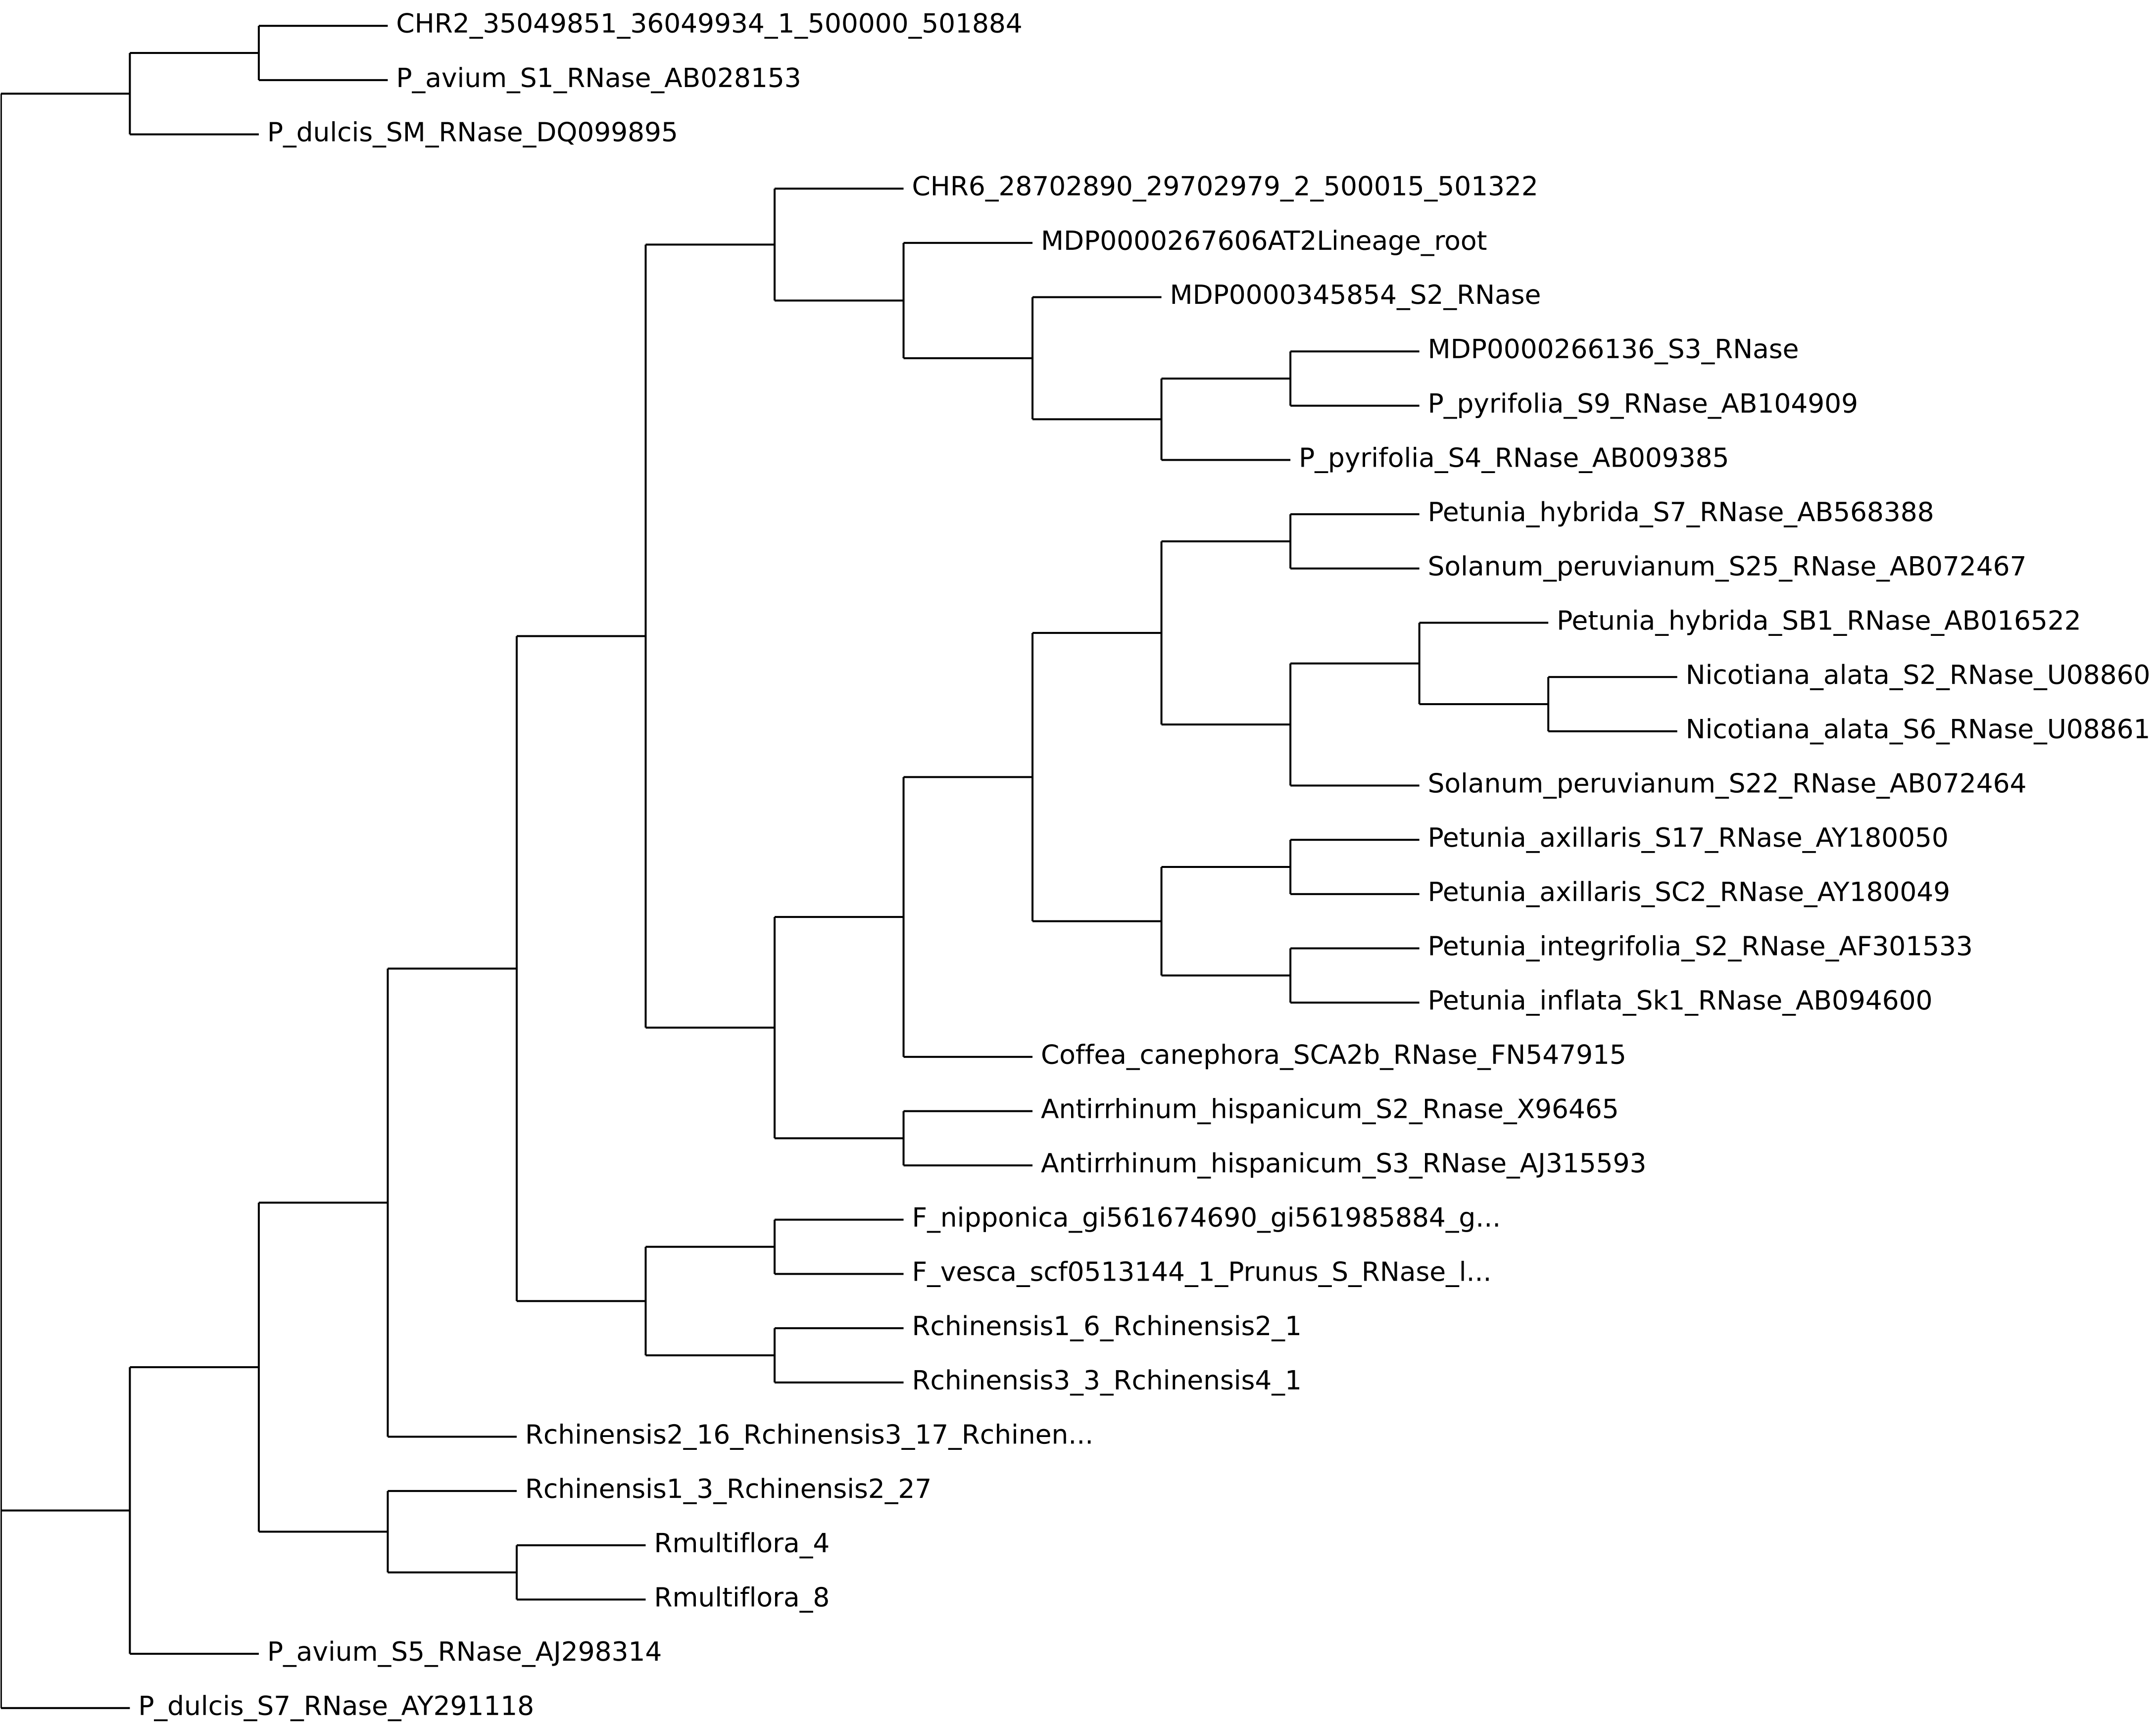 CHR2_35049851_36049934_1_500000_501884
P_avium_S1_RNase_AB028153
P_dulcis_SM_RNase_DQ099895
CHR6_28702890_29702979_2_500015_501322
MDP0000267606AT2Lineage_root
MDP0000345854_S2_RNase
MDP0000266136_S3_RNase
P_pyrifolia_S9_RNase_AB104909
P_pyrifolia_S4_RNase_AB009385
Petunia_hybrida_S7_RNase_AB568388
Solanum_peruvianum_S25_RNase_AB072467
Petunia_hybrida_SB1_RNase_AB016522
Nicotiana_alata_S2_RNase_U08860
Nicotiana_alata_S6_RNase_U08861
Solanum_peruvianum_S22_RNase_AB072464
Petunia_axillaris_S17_RNase_AY180050
Petunia_axillaris_SC2_RNase_AY180049
Petunia_integrifolia_S2_RNase_AF301533
Petunia_inflata_Sk1_RNase_AB094600
Coffea_canephora_SCA2b_RNase_FN547915
Antirrhinum_hispanicum_S2_Rnase_X96465
Antirrhinum_hispanicum_S3_RNase_AJ315593
F_nipponica_gi561674690_gi561985884_g...
F_vesca_scf0513144_1_Prunus_S_RNase_l...
Rchinensis1_6_Rchinensis2_1
Rchinensis3_3_Rchinensis4_1
Rchinensis2_16_Rchinensis3_17_Rchinen...
Rchinensis1_3_Rchinensis2_27
Rmultiflora_4
Rmultiflora_8
P_avium_S5_RNase_AJ298314
P_dulcis_S7_RNase_AY291118